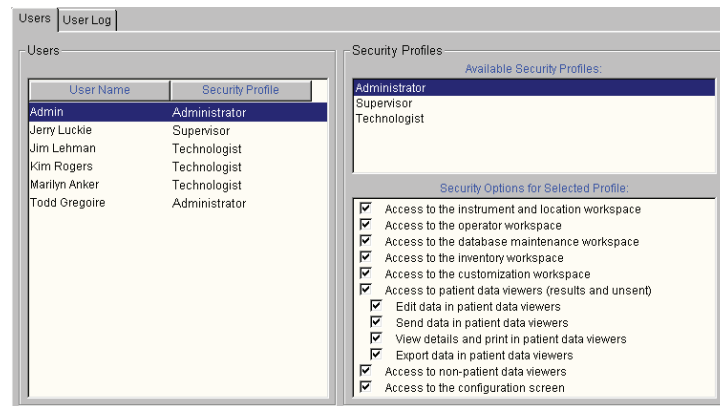 Users User Log
Users
User Name Security Profile
Admin Administrator
Jerry Luckie Supervisor
Jim Lehman Technologist
Kim Rogers Technologist
Marilyn Anker Technologist
Todd Gregoire Administrator
Security Profiles
Available Security Profiles:
Administrator
Supervisor
Technologist
Security Options for Selected Profile:
Access to the instrument and location workspace
Access to the operator workspace
Access to the database maintenance workspace
Access to the inventory workspace
Access to the customization workspace
Access to patient data viewers (results and unsent)
Edit data in patient data viewers
Send data in patient data viewers
View details and print in patient data viewers
Export data in patient data viewers
Access to non-patient data viewers
Access to the configuration screen